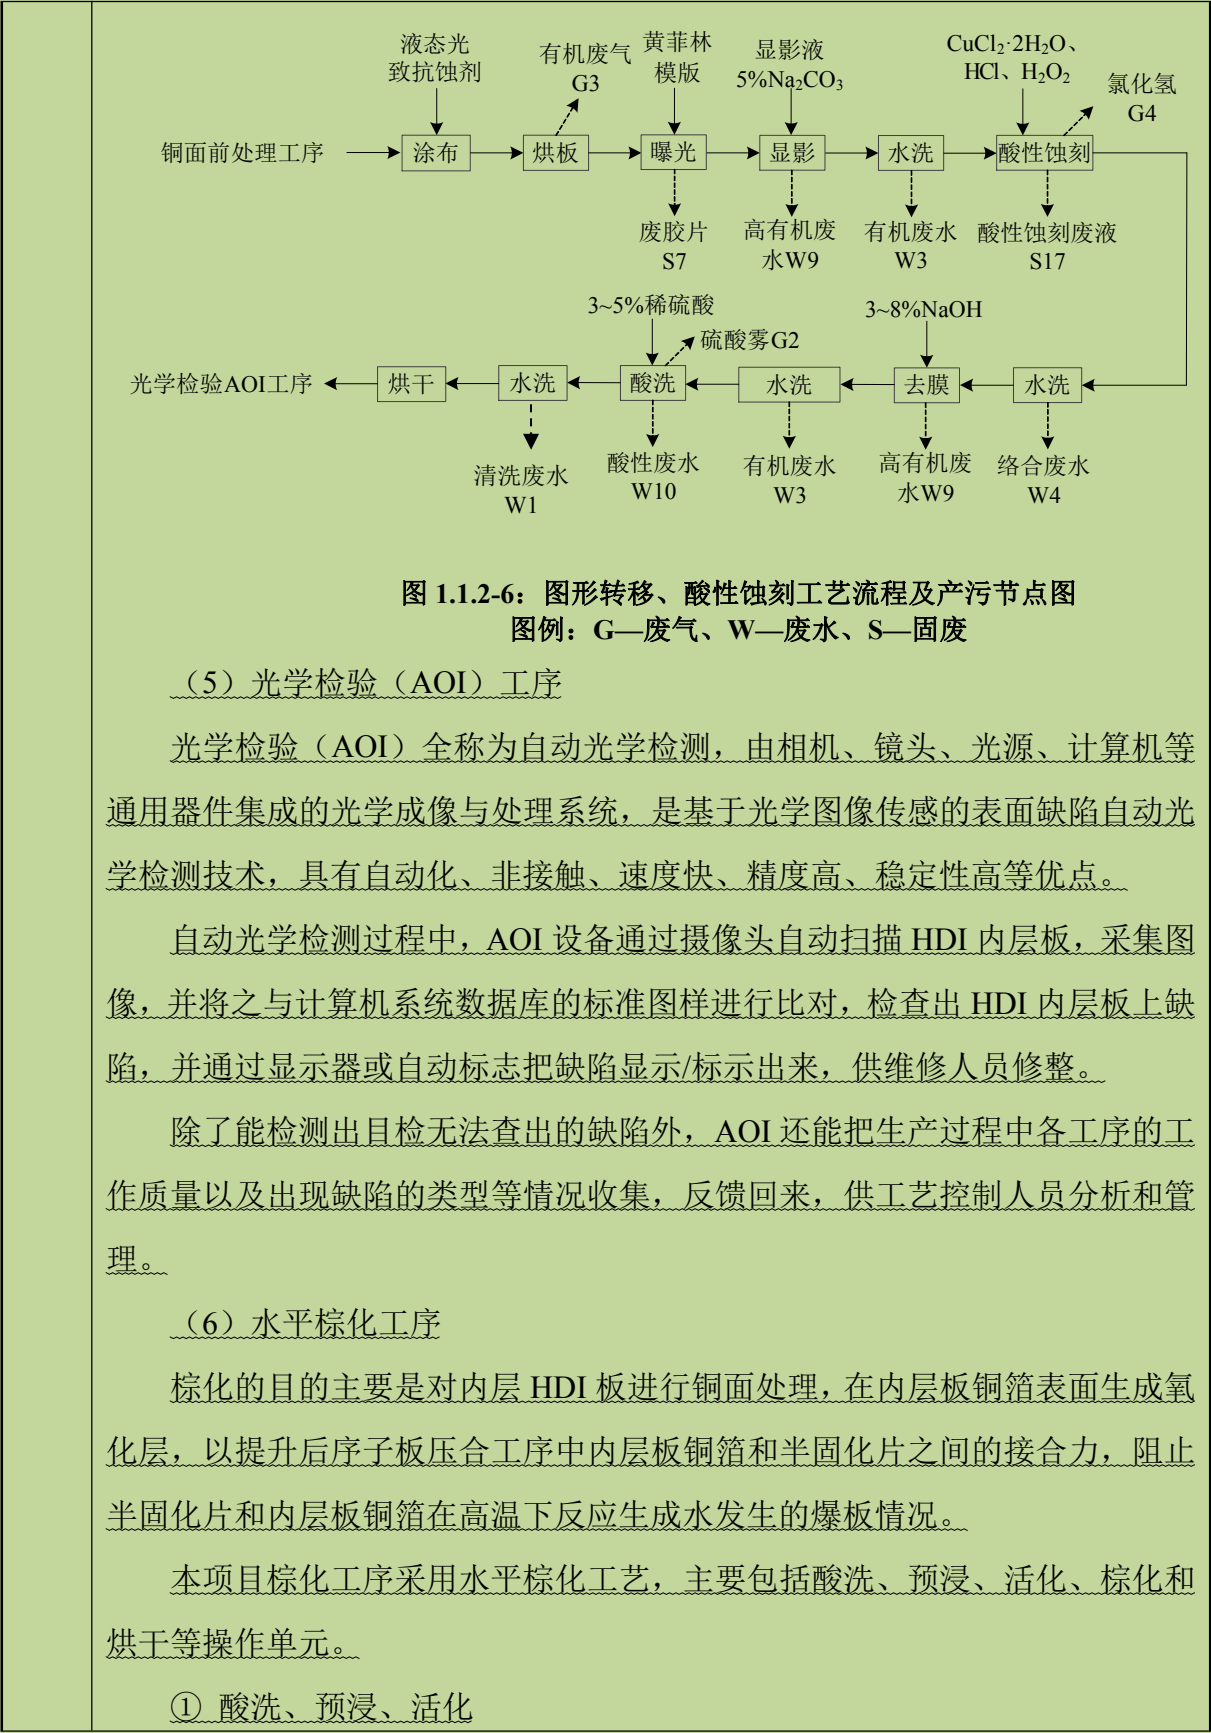 液态光
致抗蚀剂
有机废气
G3
黄菲林
模版
显影液
5%Na₂CO₃
CuCl₂·2H₂O、
HCl、H₂O₂
氯化氢
G4
铜面前处理工序
涂布
烘板
曝光
显影
水洗
酸性蚀刻
废胶片
S7
高有机废
水W9
有机废水
W3
酸性蚀刻废液
S17
3~5%稀硫酸
硫酸雾G2
3~8%NaOH
光学检验AOI工序
烘干
水洗
酸洗
水洗
去膜
水洗
清洗废水
W1
酸性废水
W10
有机废水
W3
高有机废
水W9
络合废水
W4
图 1.1.2-6：图形转移、酸性蚀刻工艺流程及产污节点图
图例：G—废气、W—废水、S—固废
（5）光学检验（AOI）工序
光学检验（AOI）全称为自动光学检测，由相机、镜头、光源、计算机等
通用器件集成的光学成像与处理系统，是基于光学图像传感的表面缺陷自动光
学检测技术，具有自动化、非接触、速度快、精度高、稳定性高等优点。
自动光学检测过程中，AOI 设备通过摄像头自动扫描 HDI 内层板，采集图
像，并将之与计算机系统数据库的标准图样进行比对，检查出 HDI 内层板上缺
陷，并通过显示器或自动标志把缺陷显示/标示出来，供维修人员修整。
除了能检测出目检无法查出的缺陷外，AOI 还能把生产过程中各工序的工
作质量以及出现缺陷的类型等情况收集，反馈回来，供工艺控制人员分析和管
理。
（6）水平棕化工序
棕化的目的主要是对内层 HDI 板进行铜面处理，在内层板铜箔表面生成氧
化层，以提升后序子板压合工序中内层板铜箔和半固化片之间的接合力，阻止
半固化片和内层板铜箔在高温下反应生成水发生的爆板情况。
本项目棕化工序采用水平棕化工艺，主要包括酸洗、预浸、活化、棕化和
烘干等操作单元。
① 酸洗、预浸、活化